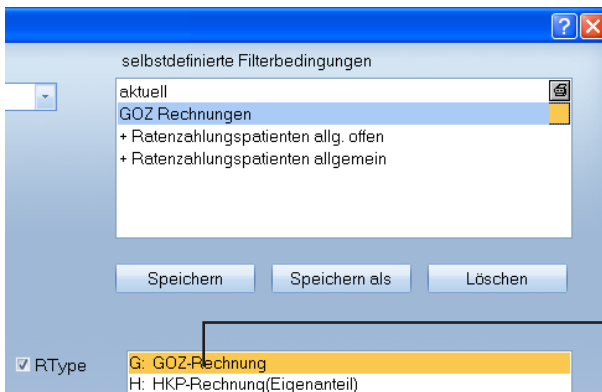 selbstdefinierte Filterbedingungen
aktuell
GOZ Rechnungen
+ Ratenzahlungspatienten allg. offen
+ Ratenzahlungspatienten allgemein
Speichern Speichern als Löschen
RType
G: GOZ-Rechnung
H: HKP-Rechnung(Eigenanteil)